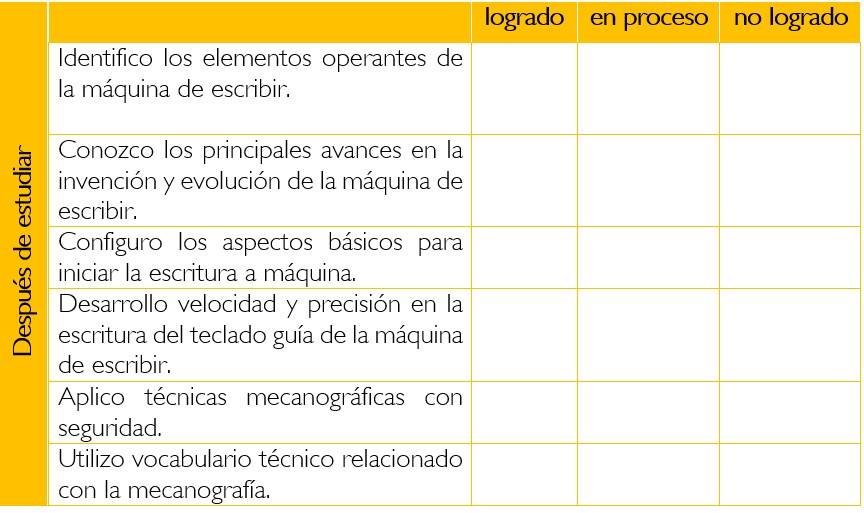 logrado en proceso no logrado
Después de estudiar
Identifico los elementos operantes de
la máquina de escribir.
Conozco los principales avances en la
invención y evolución de la máquina de
escribir.
Configuro los aspectos básicos para
iniciar la escritura a máquina.
Desarrollo velocidad y precisión en la
escritura del teclado guía de la máquina
de escribir.
Aplico técnicas mecanográficas con
seguridad.
Utilizo vocabulario técnico relacionado
con la mecanografía.